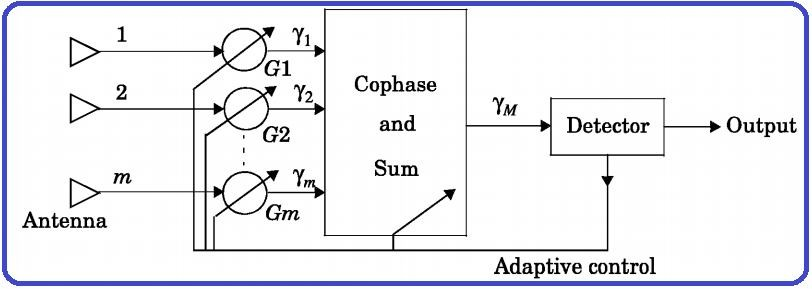 1
γ1
G1
2
γ2
G2
m
γm
Gm
Antenna
Cophase
and
Sum
γM
Detector
Output
Adaptive control